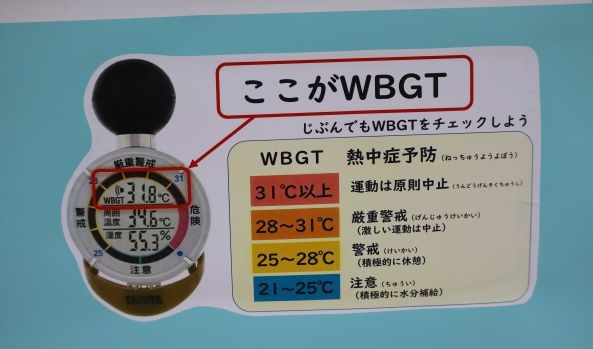 ここがWBGT
じぶんでもWBGTをチェックしよう
厳重警戒
28
31
WBGT 31.8℃
警戒
周囲温度 34.6℃
危険
湿度 55.3%
25
注意
TANITA
WBGT 熱中症予防(ねっちゅうようよぼう)
31℃以上 運動は原則中止(うんどうげんそくちゅうし)
28～31℃ 厳重警戒(げんじゅうけいかい)
(激しい運動は中止)
25～28℃ 警戒(けいかい)
(積極的に休憩)
21～25℃ 注意(ちゅうい)
(積極的に水分補給)